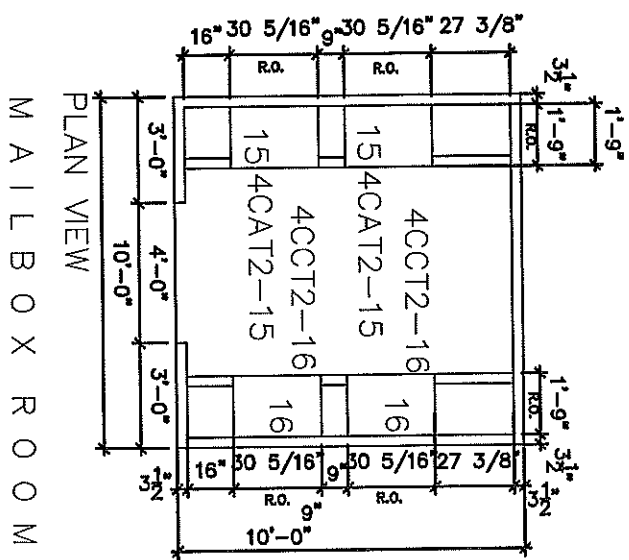 16" 30 5/16" 9" 30 5/16" 27 3/8"
R.O. R.O.
3 1/2"
1'-9"
R.O.
1'-9"
15 15
4CAT2-15 4CAT2-15
4CCT2-16 4CCT2-16
16 16
3'-0"
4'-0"
3'-0"
10'-0"
1'-9"
R.O.
3 1/2"
3 1/2" 16" 30 5/16" 9" 30 5/16" 27 3/8" 3 1/2"
R.O. R.O.
9"
10'-0"
PLAN VIEW
MAILBOX ROOM